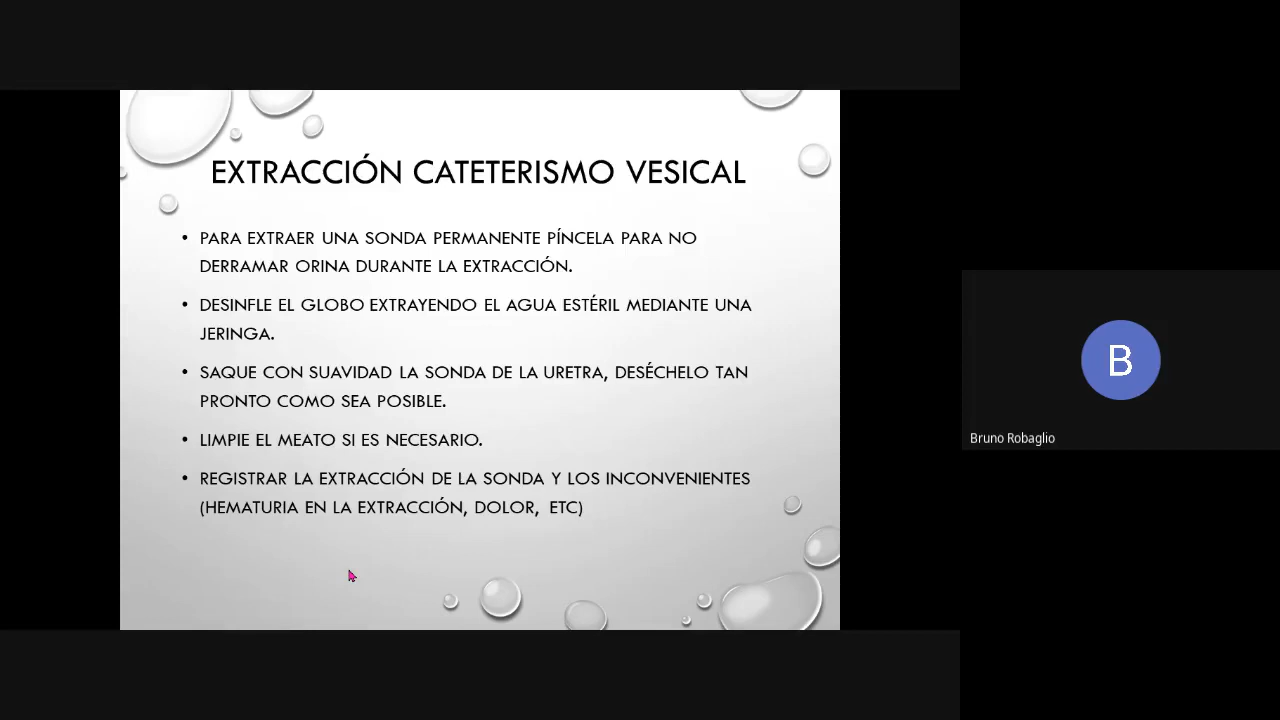 EXTRACCIÓN CATETERISMO VESICAL
• PARA EXTRAER UNA SONDA PERMANENTE PÍNCELA PARA NO
DERRAMAR ORINA DURANTE LA EXTRACCIÓN.
• DESINFLE EL GLOBO EXTRAYENDO EL AGUA ESTÉRIL MEDIANTE UNA
JERINGA.
• SAQUE CON SUAVIDAD LA SONDA DE LA URETRA, DESÉCHELO TAN
PRONTO COMO SEA POSIBLE.
• LIMPIE EL MEATO SI ES NECESARIO.
• REGISTRAR LA EXTRACCIÓN DE LA SONDA Y LOS INCONVENIENTES
(HEMATURIA EN LA EXTRACCIÓN, DOLOR, ETC)
B
Bruno Robaglio